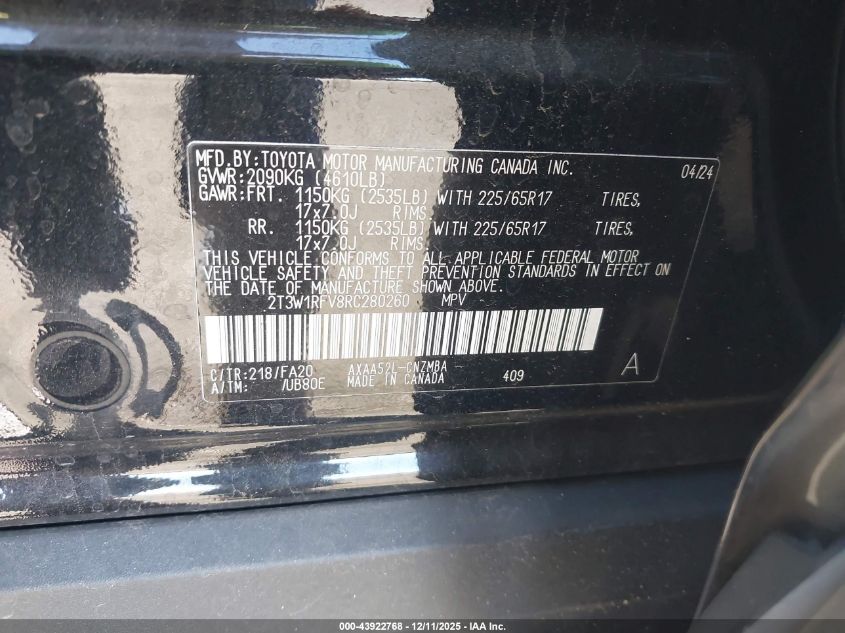 MFD.BY:TOYOTA MOTOR MANUFACTURING CANADA INC. 04/24
GVWR:2090KG (4610LB)
GAWR:FRT. 1150KG (2535LB) WITH 225/65R17 TIRES,
17x7.0J RIMS
RR. 1150KG (2535LB) WITH 225/65R17 TIRES,
17x7.0J RIMS
THIS VEHICLE CONFORMS TO ALL APPLICABLE FEDERAL MOTOR
VEHICLE SAFETY AND THEFT PREVENTION STANDARDS IN EFFECT ON
THE DATE OF MANUFACTURE SHOWN ABOVE.
2T3W1RFV8RC280260 MPV
C/TR:218/FA20 AXAA52L-CNZMBA A
A/TM: /UB80E MADE IN CANADA 409
000-43922768 - 12/11/2025 - IAA Inc.